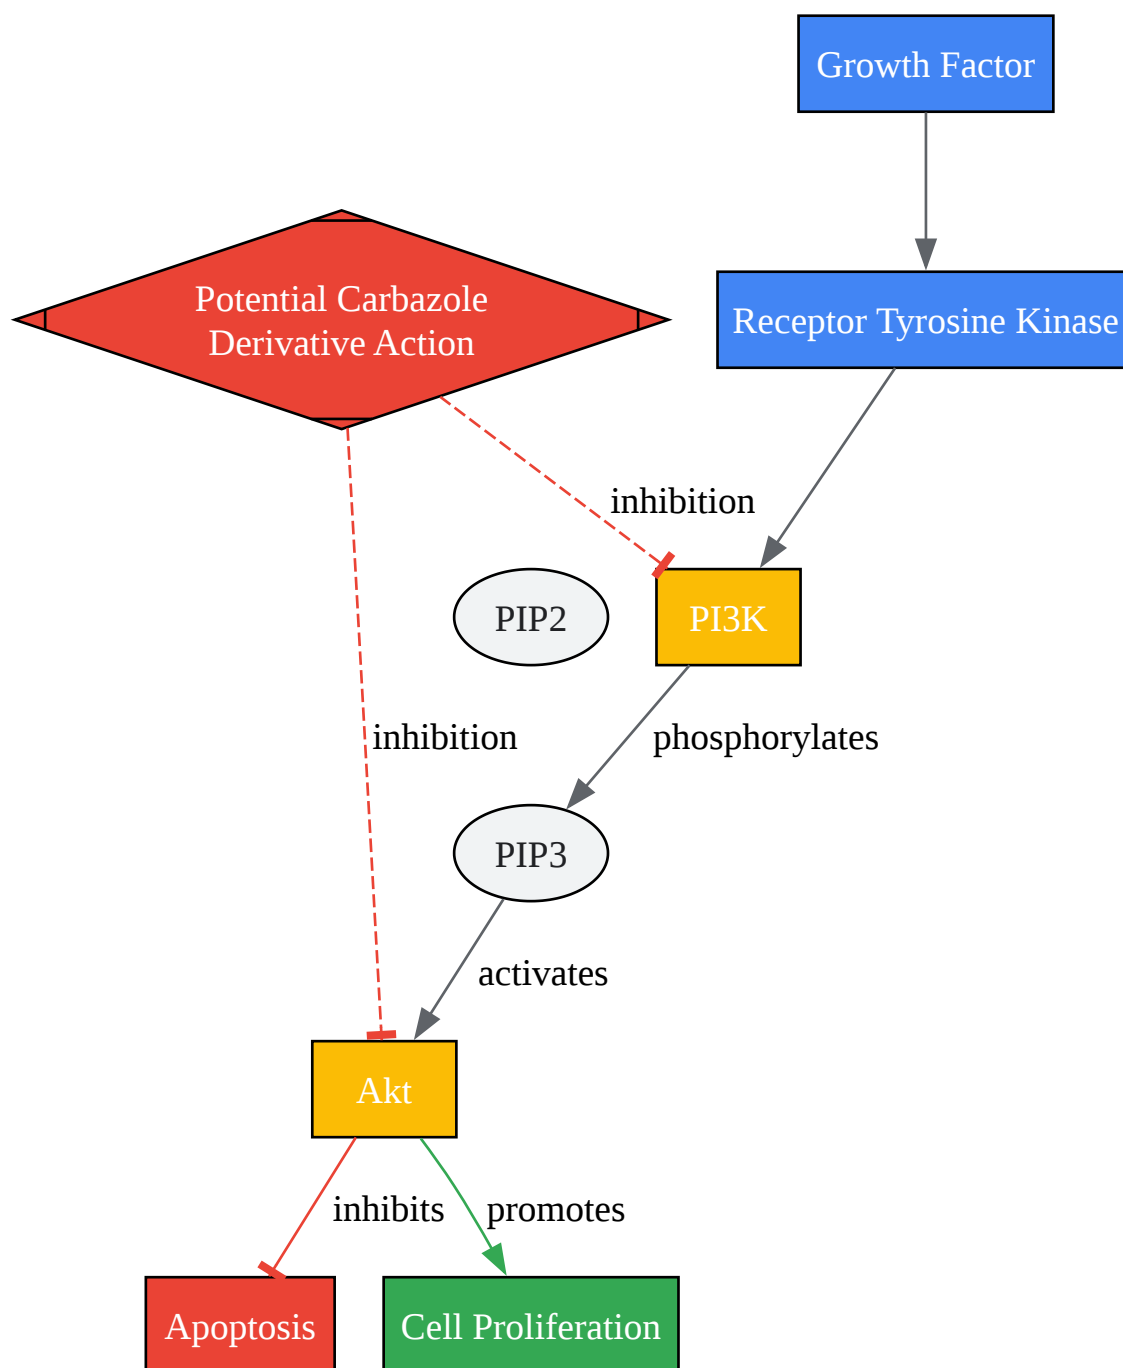 Growth Factor
Potential Carbazole
Derivative Action
Receptor Tyrosine Kinase
inhibition
PIP2
PI3K
inhibition
phosphorylates
PIP3
activates
Akt
inhibits
promotes
Apoptosis
Cell Proliferation